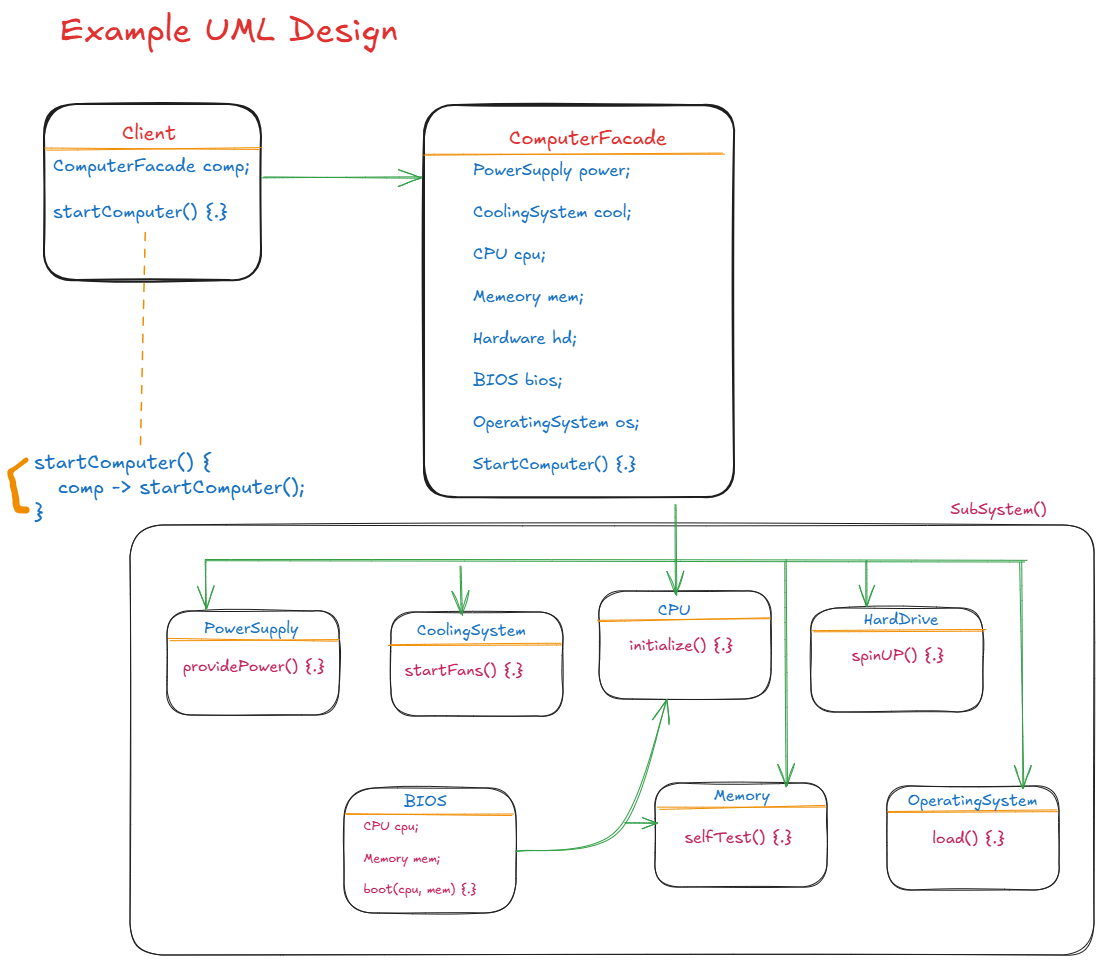 Example UML Design
Client
ComputerFacade comp;
startComputer() {.}
startComputer() {
comp -> startComputer();
}
ComputerFacade
PowerSupply power;
CoolingSystem cool;
CPU cpu;
Memeory mem;
Hardware hd;
BIOS bios;
OperatingSystem os;
StartComputer() {.}
SubSystem()
PowerSupply
providePower() {.}
CoolingSystem
startFans() {.}
CPU
initialize() {.}
HardDrive
spinUP() {.}
BIOS
CPU cpu;
Memory mem;
boot(cpu, mem) {.}
Memory
selfTest() {.}
OperatingSystem
load() {.}